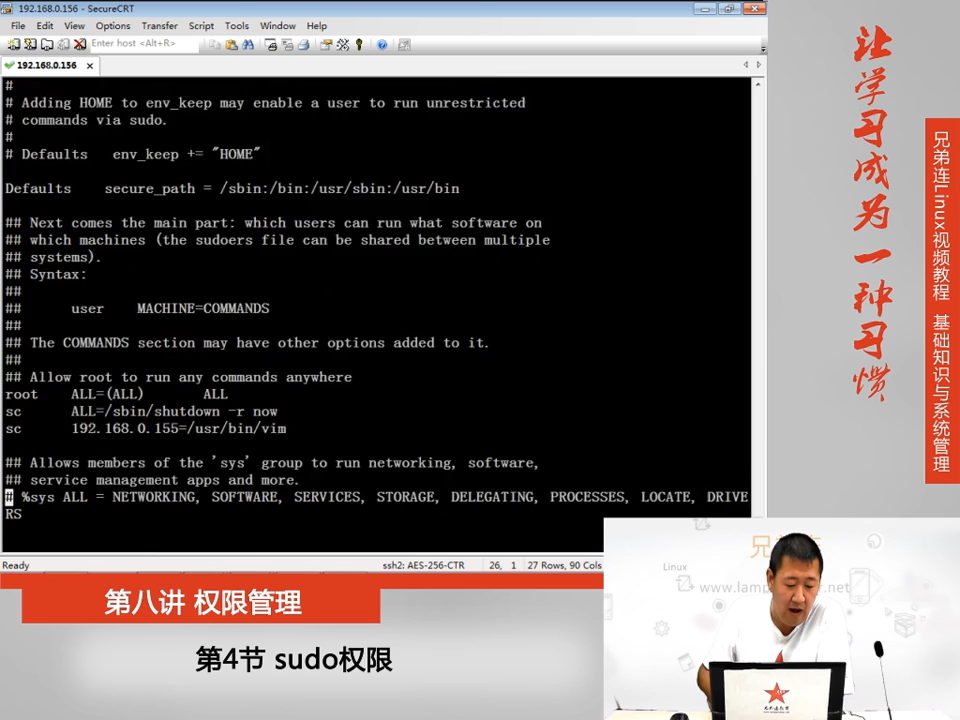 192.168.0.156 - SecureCRT
File Edit View Options Transfer Script Tools Window Help
Enter host <Alt+R>
192.168.0.156
#
# Adding HOME to env_keep may enable a user to run unrestricted
# commands via sudo.
#
# Defaults   env_keep += "HOME"
Defaults    secure_path = /sbin:/bin:/usr/sbin:/usr/bin
## Next comes the main part: which users can run what software on
## which machines (the sudoers file can be shared between multiple
## systems).
## Syntax:
##
##      user    MACHINE=COMMANDS
##
## The COMMANDS section may have other options added to it.
##
## Allow root to run any commands anywhere
root    ALL=(ALL)       ALL
sc      ALL=/sbin/shutdown -r now
sc      192.168.0.155=/usr/bin/vim
## Allows members of the 'sys' group to run networking, software,
## service management apps and more.
# %sys ALL = NETWORKING, SOFTWARE, SERVICES, STORAGE, DELEGATING, PROCESSES, LOCATE, DRIVE
RS
Ready ssh2: AES-256-CTR 26, 1 27 Rows, 90 Cols
让学习成为一种习惯
兄弟连Linux视频教程 基础知识与系统管理
第八讲 权限管理
第4节 sudo权限
Linux